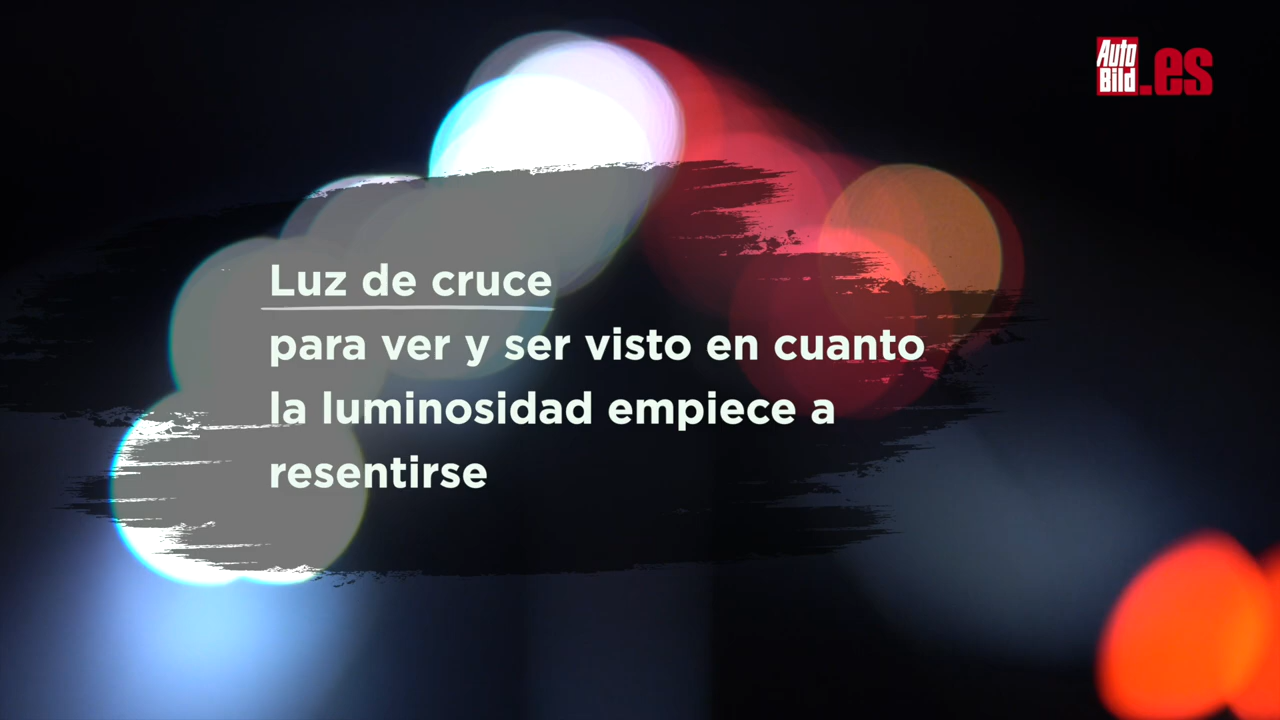 Auto
Bild.es
Luz de cruce
para ver y ser visto en cuanto
la luminosidad empiece a
resentirse